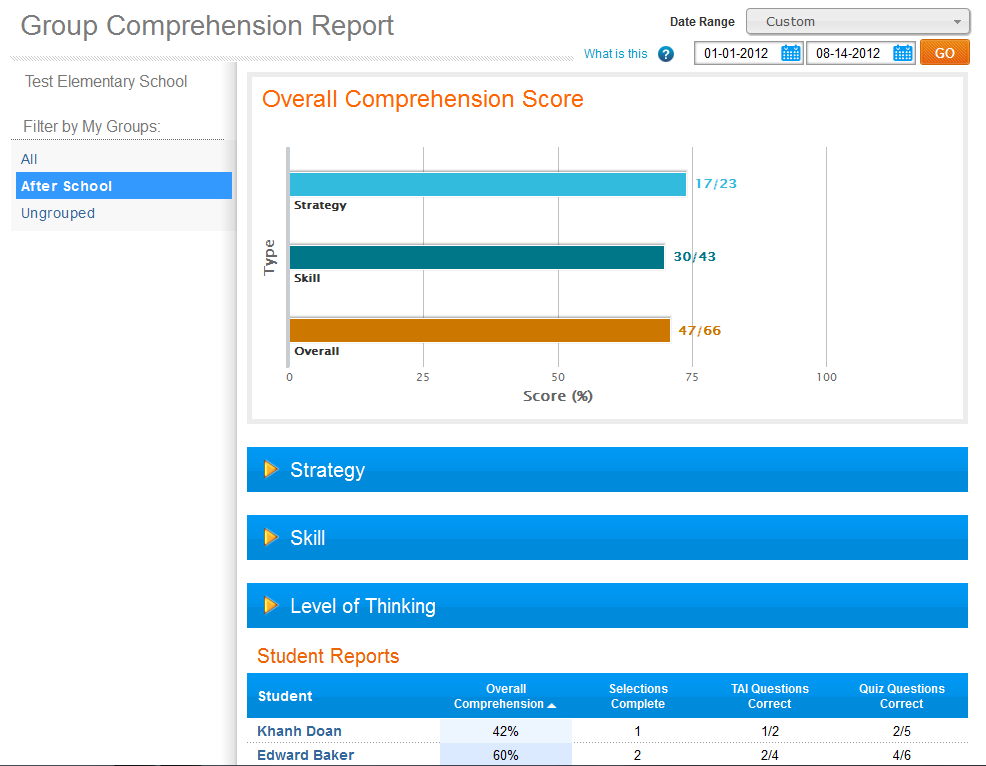 Group Comprehension Report
Date Range Custom
What is this ? 01-01-2012 08-14-2012 GO
Test Elementary School
Filter by My Groups:
All
After School
Ungrouped
Overall Comprehension Score
17/23
Strategy
30/43
Skill
47/66
Overall
Type
0 25 50 75 100
Score (%)
Strategy
Skill
Level of Thinking
Student Reports
Student Overall Comprehension Selections Complete TAI Questions Correct Quiz Questions Correct
Khanh Doan 42% 1 1/2 2/5
Edward Baker 60% 2 2/4 4/6